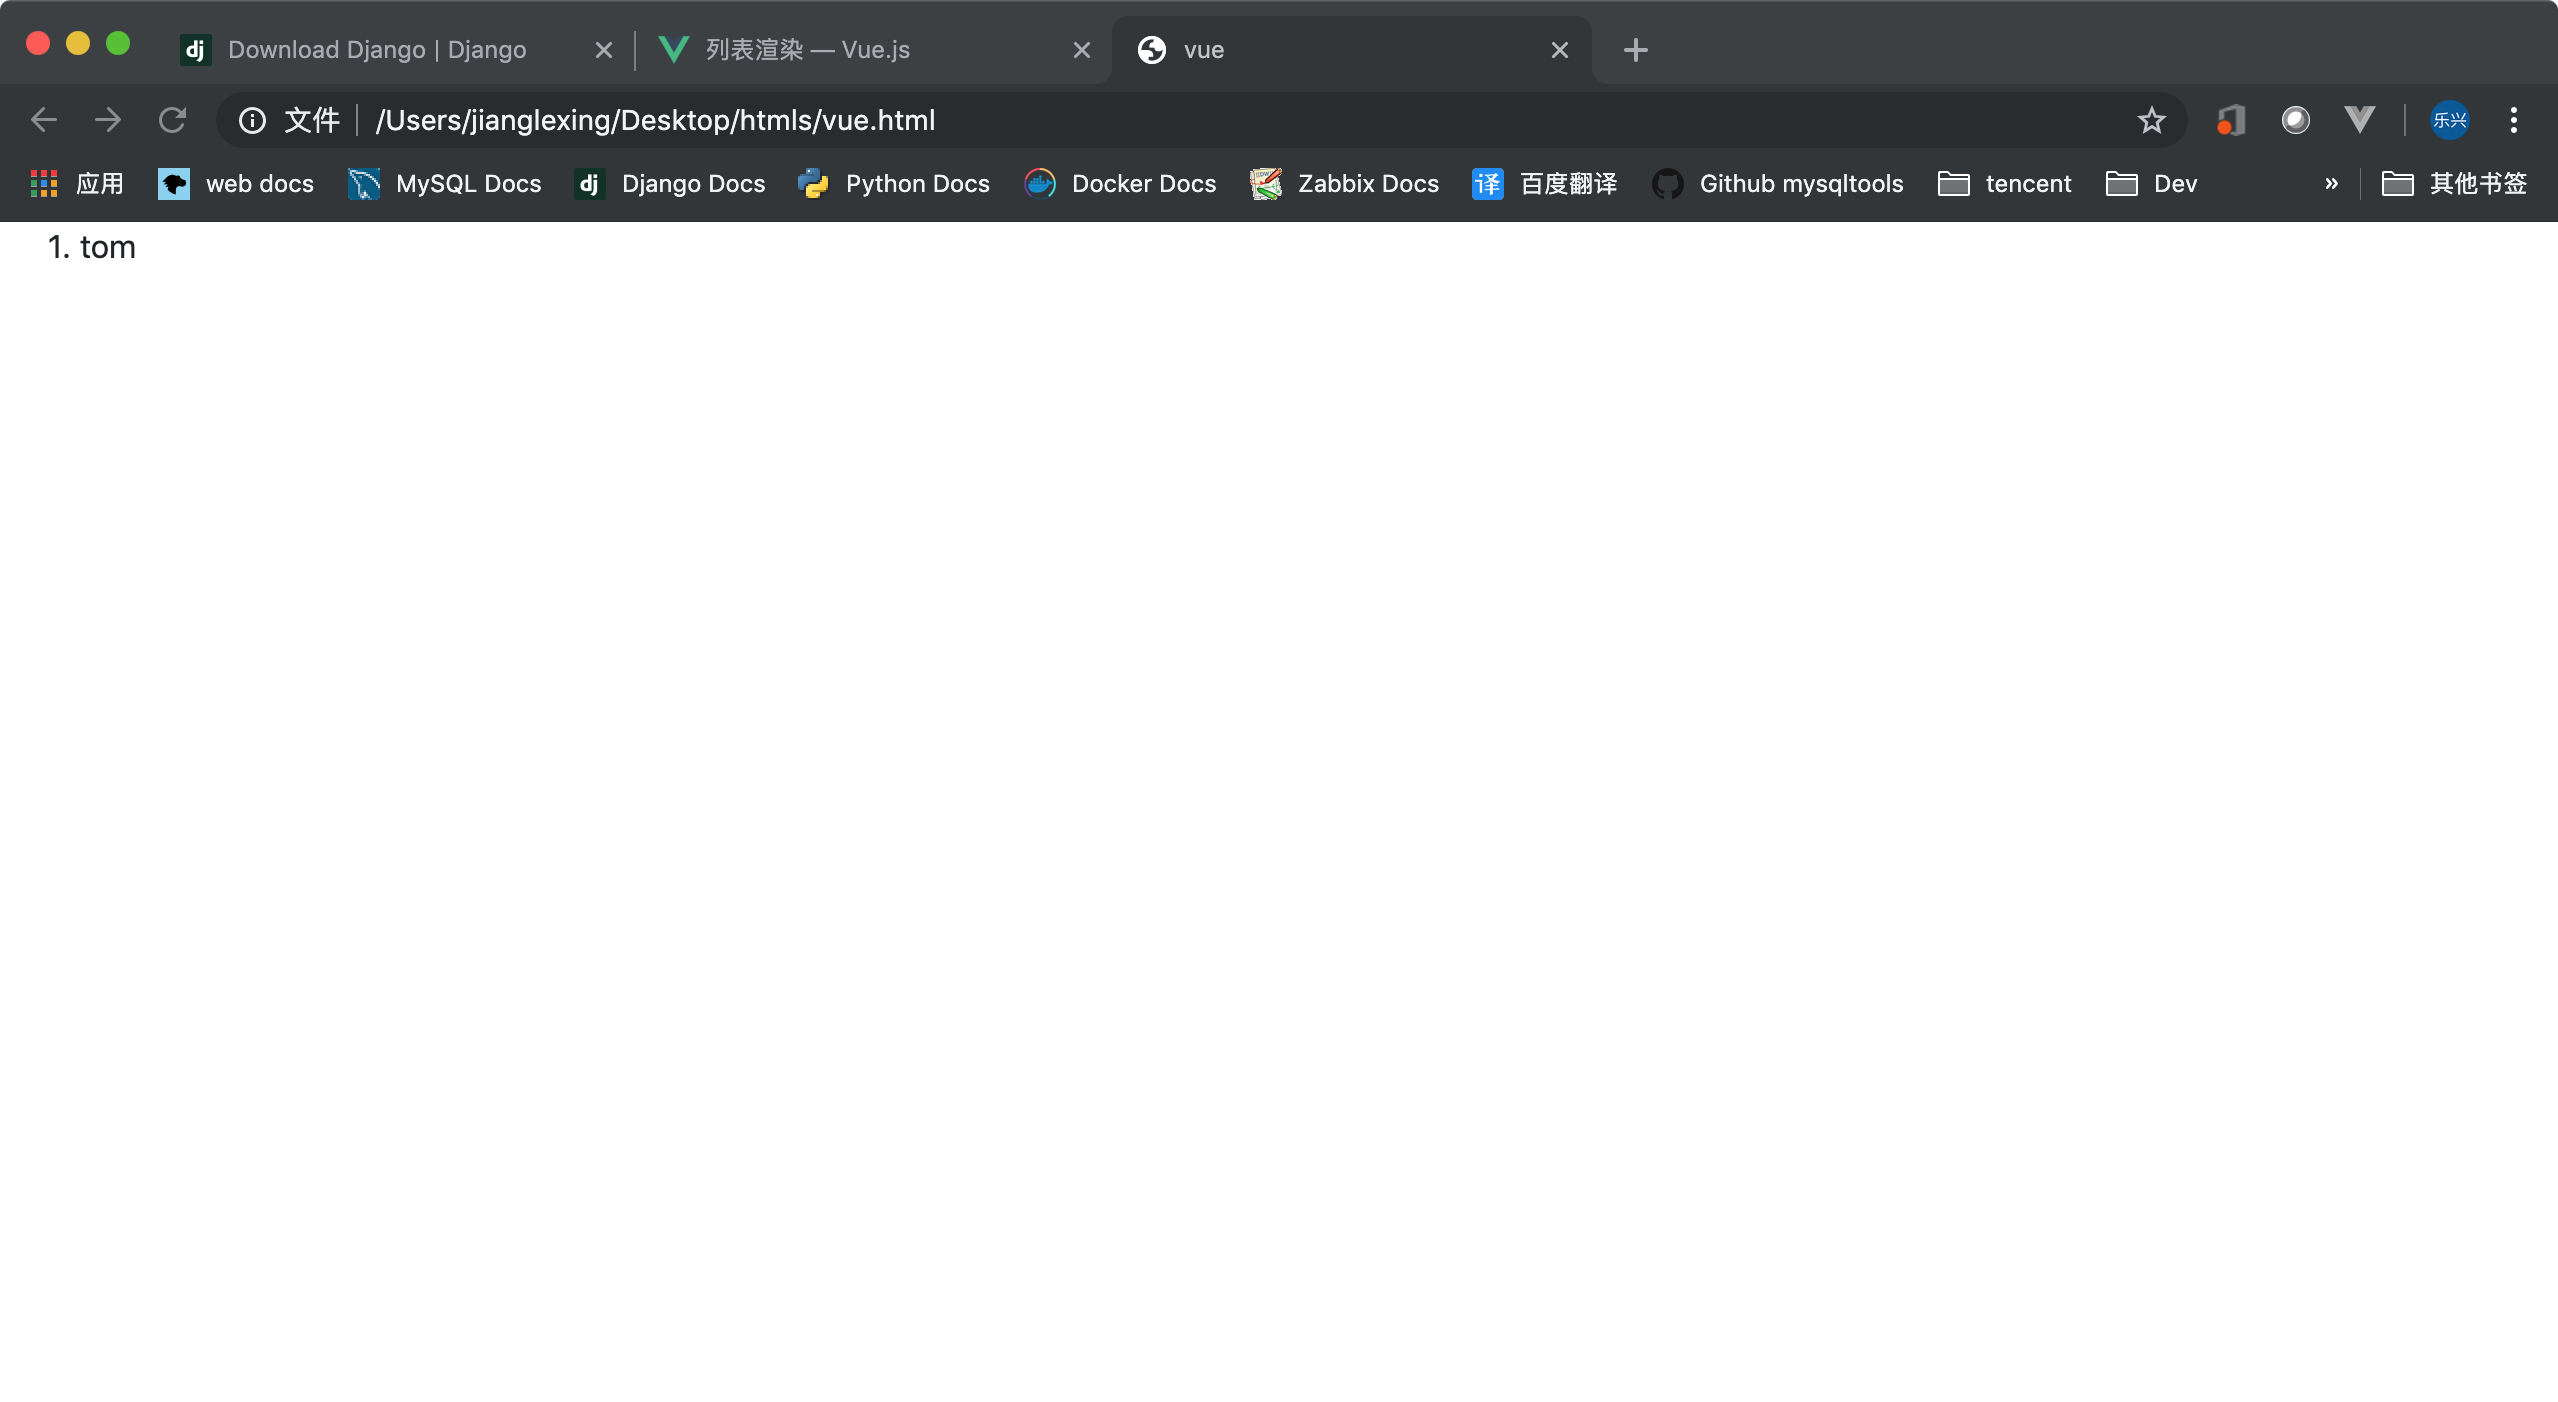 dj Download Django | Django 列表渲染 — Vue.js vue
文件 /Users/jianglexing/Desktop/htmls/vue.html 乐兴
应用 web docs MySQL Docs dj Django Docs Python Docs Docker Docs Zabbix Docs 译 百度翻译 Github mysqltools tencent Dev » 其他书签
1. tom